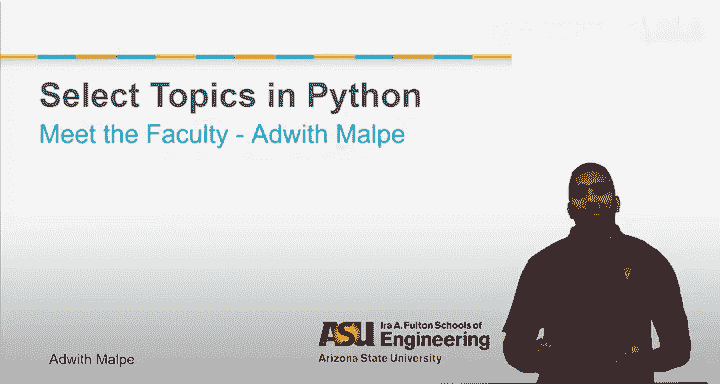 Select Topics in Python
Meet the Faculty - Adwith Malpe
ASU Ira A. Fulton Schools of
Engineering
Arizona State University
Adwith Malpe